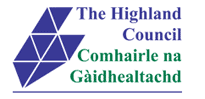 The Highland
Council
Comhairle na
Gàidhealtachd